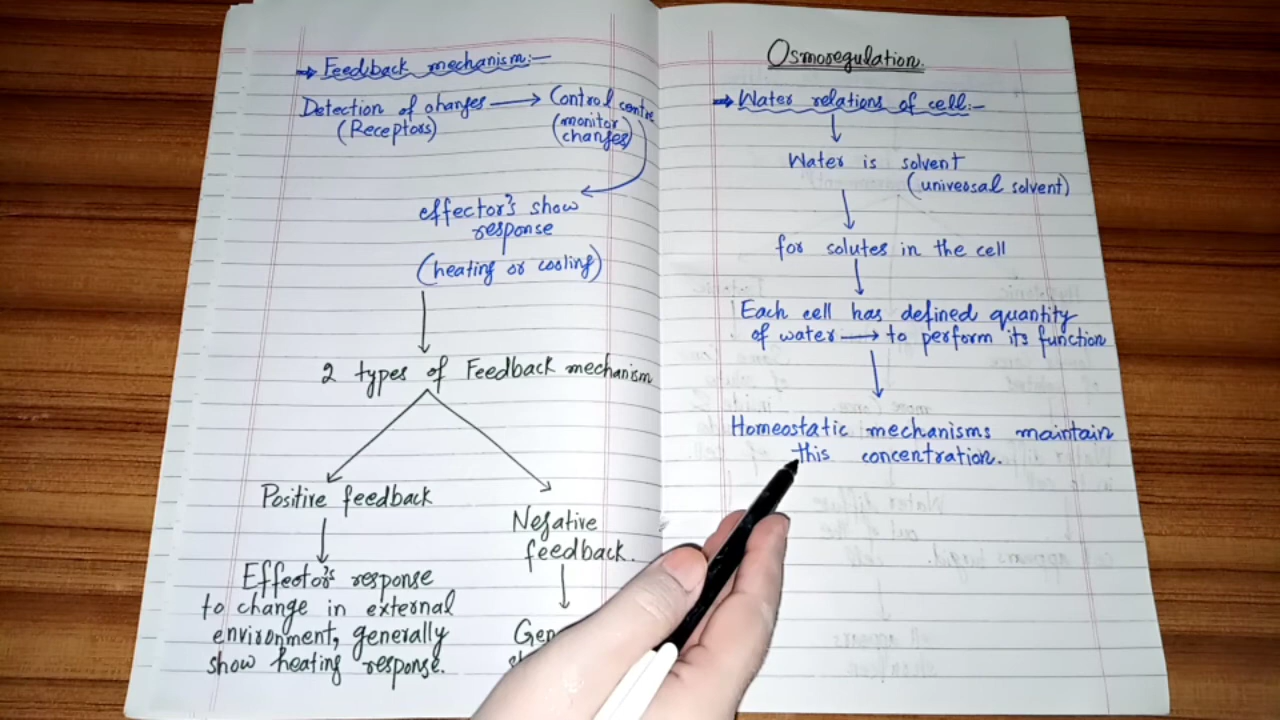 ⇒ Feedback mechanism:-
Detection of changes → Control centre
(Receptors)
(monitor
changes)
effector's show
response
(heating or cooling)
2 types of Feedback mechanism
Positive feedback
Negative
feedback.
Effector's response
to change in external
environment, generally
show heating response.
Osmoregulation.
⇒ Water relations of cell:-
Water is solvent
(universal solvent)
for solutes in the cell
Each cell has defined quantity
of water → to perform its function
Homeostatic mechanisms maintain
this concentration.